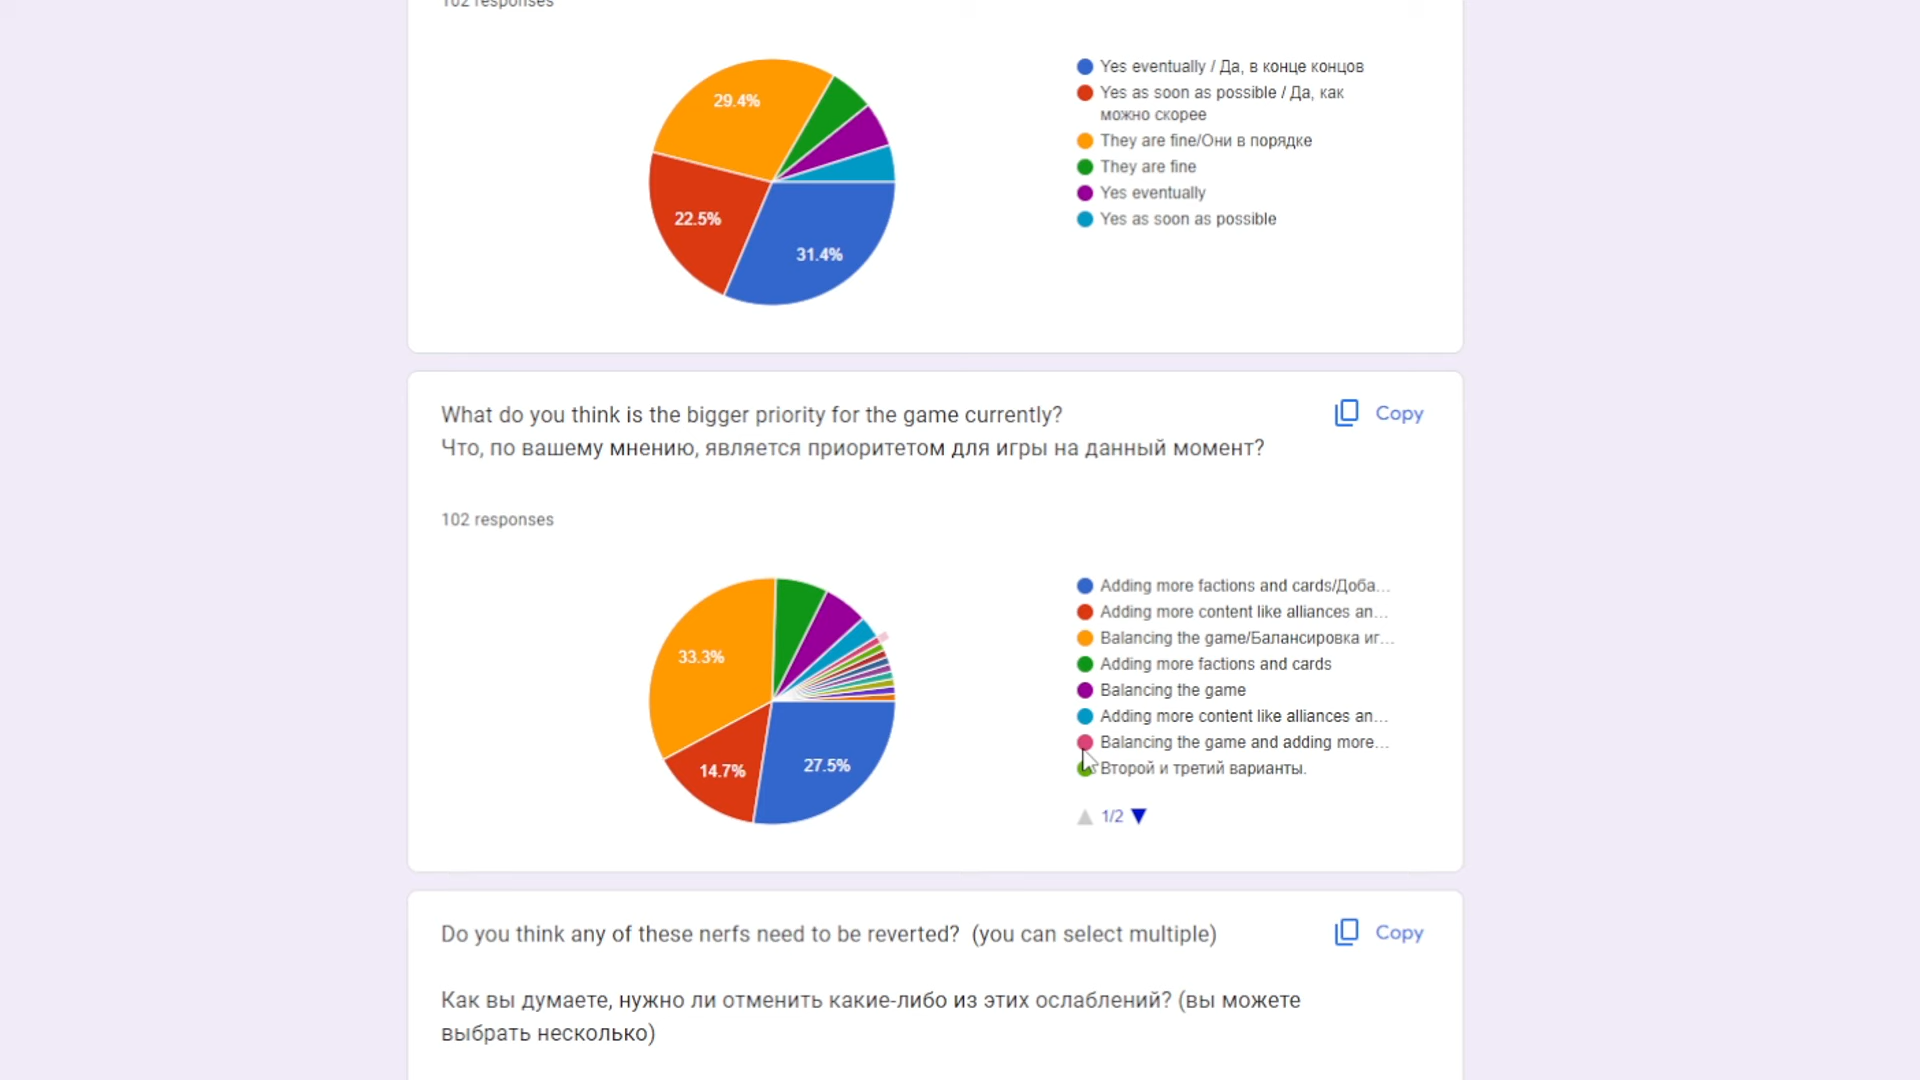 102 responses
29.4%
22.5%
31.4%
Yes eventually / Да, в конце концов
Yes as soon as possible / Да, как
можно скорее
They are fine/Они в порядке
They are fine
Yes eventually
Yes as soon as possible
What do you think is the bigger priority for the game currently?
Copy
Что, по вашему мнению, является приоритетом для игры на данный момент?
102 responses
33.3%
14.7%
27.5%
Adding more factions and cards/Доба...
Adding more content like alliances an...
Balancing the game/Балансировка иг...
Adding more factions and cards
Balancing the game
Adding more content like alliances an...
Balancing the game and adding more...
Второй и третий варианты.
1/2
Do you think any of these nerfs need to be reverted? (you can select multiple)
Copy
Как вы думаете, нужно ли отменить какие-либо из этих ослаблений? (вы можете
выбрать несколько)